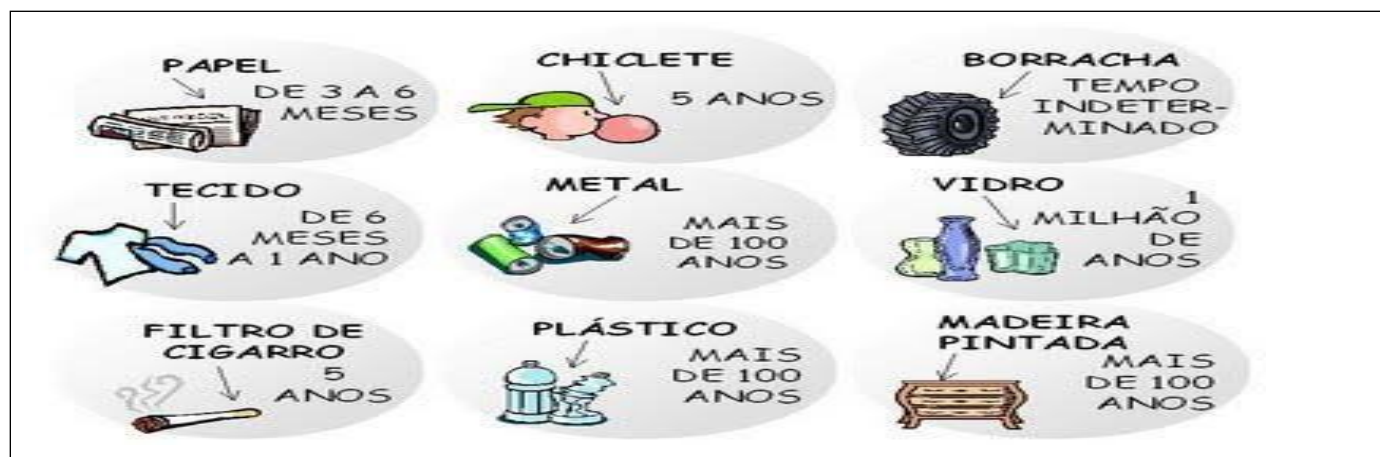 PAPEL
DE 3 A 6
MESES
CHICLETE
5 ANOS
BORRACHA
TEMPO
INDETER-
MINADO
TECIDO
DE 6
MESES
A 1 ANO
METAL
MAIS
DE 100
ANOS
VIDRO
1
MILHÃO
DE
ANOS
FILTRO DE
CIGARRO
5
ANOS
PLÁSTICO
MAIS
DE 100
ANOS
MADEIRA
PINTADA
MAIS
DE 100
ANOS